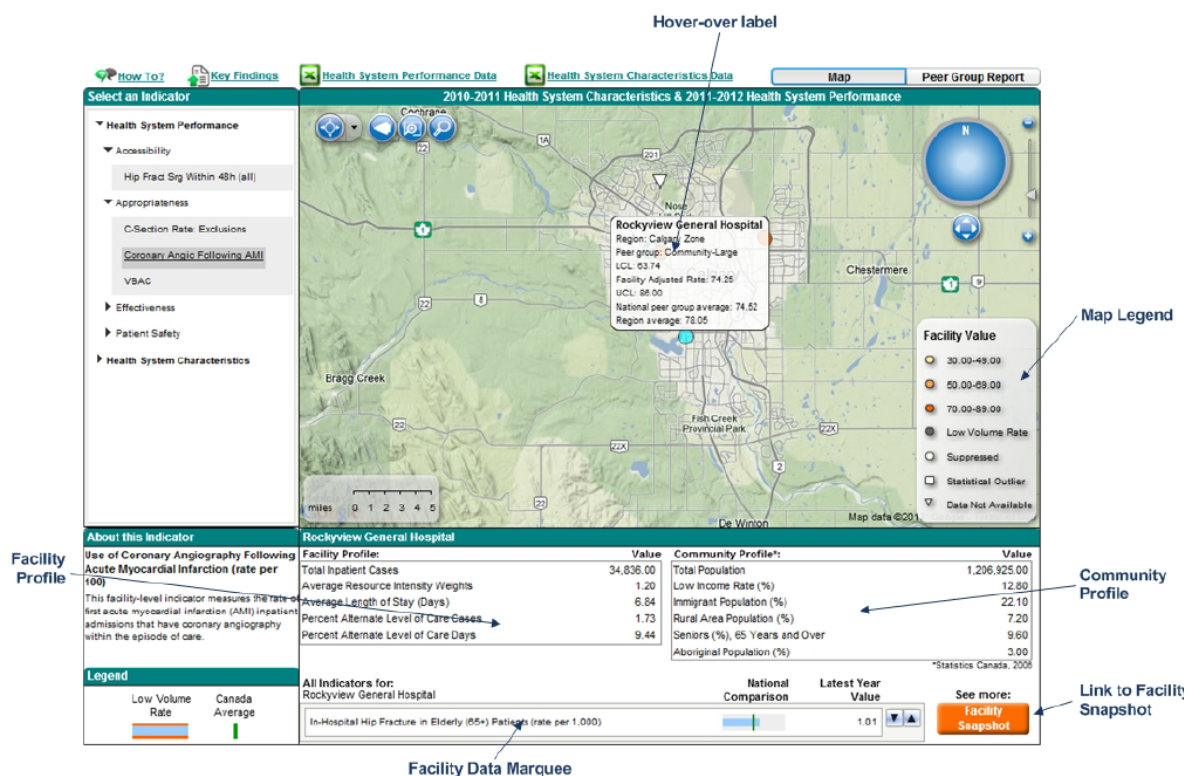 Hover-over label
How To?
Key Findings
Health System Performance Data
Health System Characteristics Data
Map
Peer Group Report
Select an Indicator
2010-2011 Health System Characteristics & 2011-2012 Health System Performance
Health System Performance
Accessibility
Hip Fract Srg Within 48h (all)
Appropriateness
C-Section Rate: Exclusions
Coronary Angio Following AMI
VBAC
Effectiveness
Patient Safety
Health System Characteristics
Cochrane
1A
22
201
N
Nose
1
Rockyview General Hospital
Region: Calgary Zone
Peer group: Community-Large
LCL: 63.74
Facility Adjusted Rate: 74.25
UCL: 86.00
National peer group average: 74.52
Region average: 78.05
Chestermere
1
9
22
8
Bragg Creek
Fish Creek
Provincial Park
22
22X
22X
2
22
De Winton
miles 0 1 2 3 4 5
Map data ©201
Facility Value
30.00-49.00
50.00-69.00
70.00-89.00
Low Volume Rate
Suppressed
Statistical Outlier
Data Not Available
Map Legend
About this Indicator
Use of Coronary Angiography Following
Acute Myocardial Infarction (rate per
100)
This facility-level indicator measures the rate of
first acute myocardial infarction (AMI) inpatient
admissions that have coronary angiography
within the episode of care.
Facility
Profile
Legend
Low Volume
Rate
Canada
Average
Rockyview General Hospital
Facility Profile: Value
Total Inpatient Cases 34,836.00
Average Resource Intensity Weights 1.20
Average Length of Stay (Days) 6.84
Percent Alternate Level of Care Cases 1.73
Percent Alternate Level of Care Days 9.44
Community Profile*: Value
Total Population 1,206,925.00
Low Income Rate (%) 12.80
Immigrant Population (%) 22.10
Rural Area Population (%) 7.20
Seniors (%), 65 Years and Over 9.60
Aboriginal Population (%) 3.00
*Statistics Canada, 2006
Community
Profile
All Indicators for:
Rockyview General Hospital
National
Comparison
Latest Year
Value
See more:
In-Hospital Hip Fracture in Elderly (65+) Patients (rate per 1,000) 1.01
Facility
Snapshot
Link to Facility
Snapshot
Facility Data Marquee